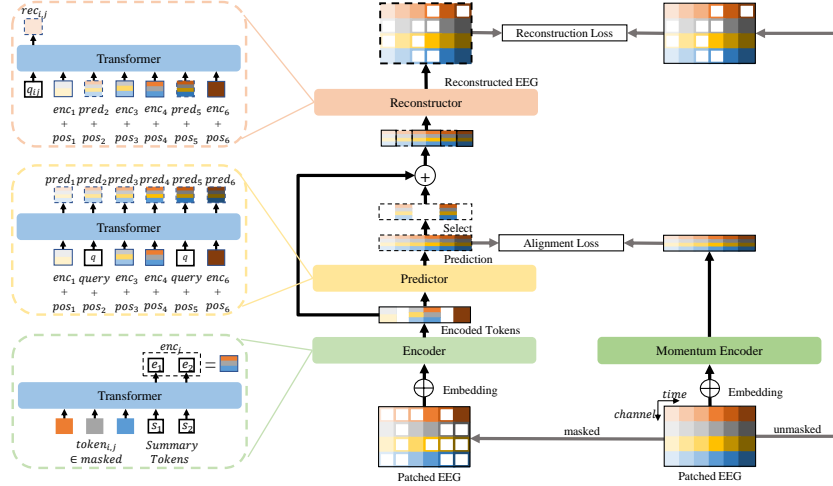 rec_{i,j}
Transformer
q_{ij} enc_1 pred_2 enc_3 enc_4 pred_5 enc_6
+ + + + + +
pos_1 pos_2 pos_3 pos_4 pos_5 pos_6
pred_1 pred_2 pred_3 pred_4 pred_5 pred_6
Transformer
q q
enc_1 query enc_3 enc_4 query enc_6
+ + + + + +
pos_1 pos_2 pos_3 pos_4 pos_5 pos_6
enc_j
e_1 e_2 =
Transformer
s_1 s_2
token_{i,j} Summary
∈ masked Tokens
Reconstruction Loss
Reconstructed EEG
Reconstructor
+
Select
Prediction
Alignment Loss
Predictor
Encoded Tokens
Encoder
Momentum Encoder
Embedding
Embedding
time
channel
masked
unmasked
Patched EEG
Patched EEG